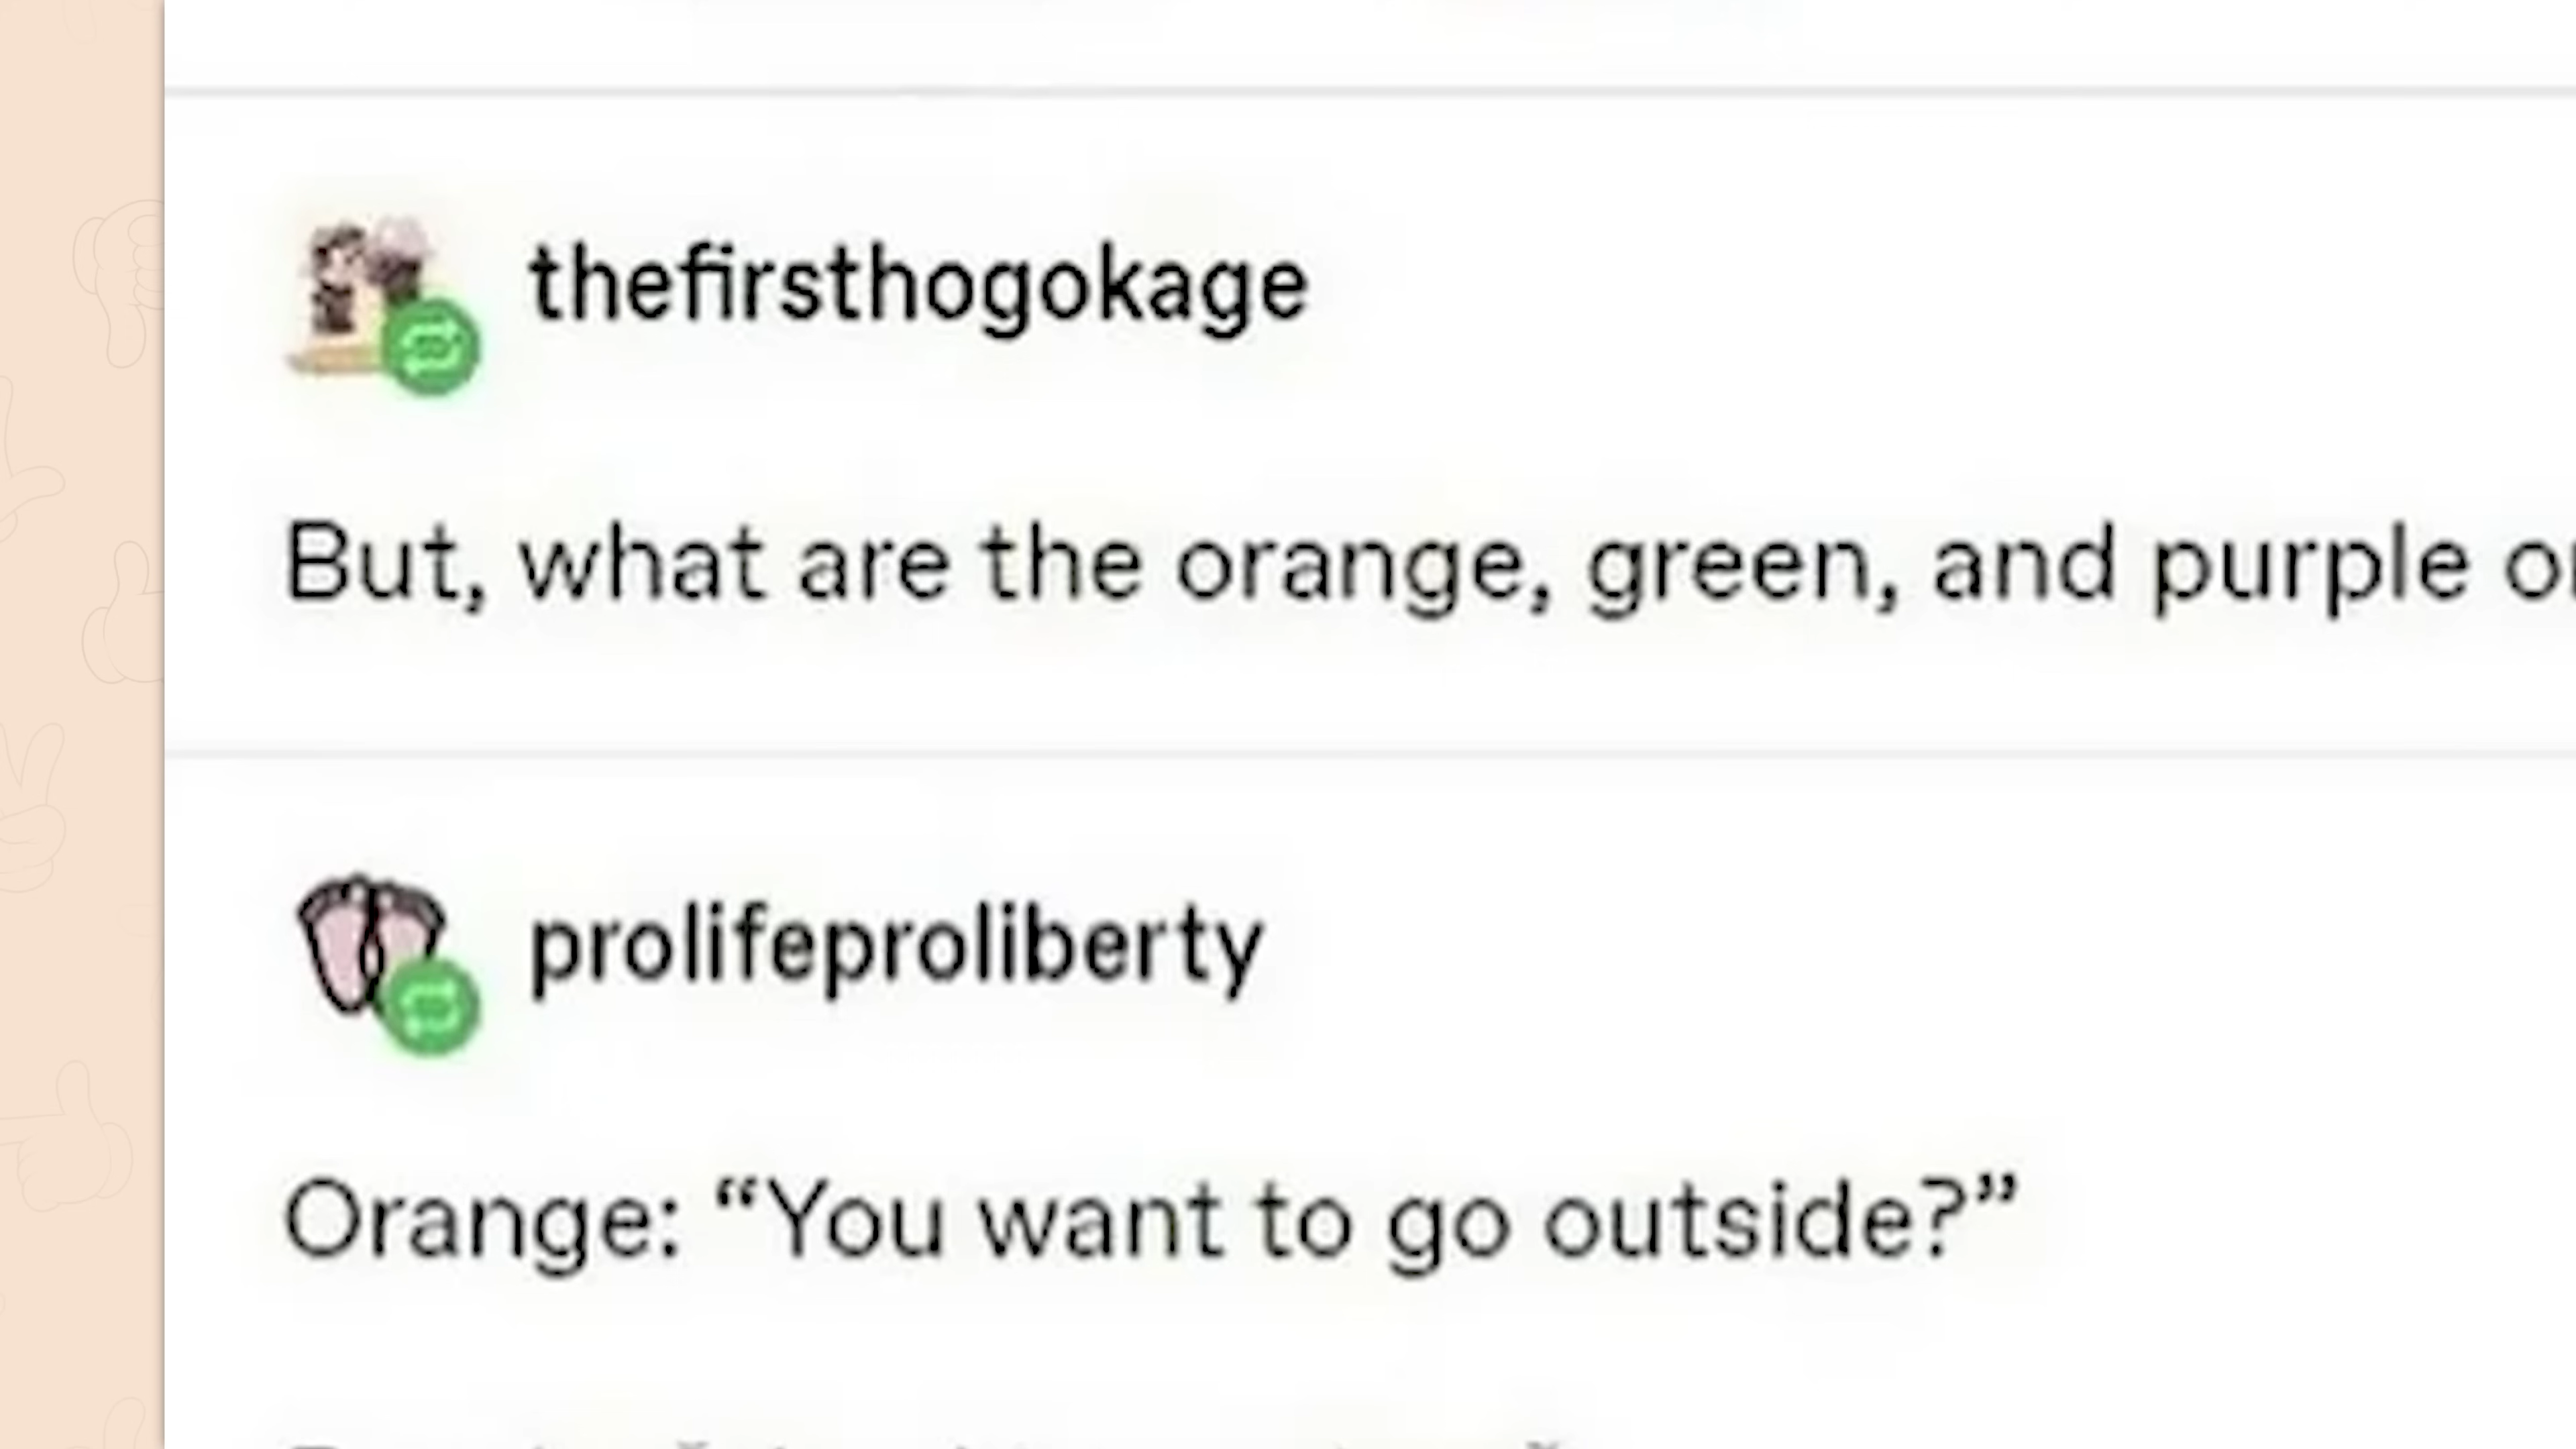 thefirsthogokage
But, what are the orange, green, and purple
prolifeproliberty
Orange: “You want to go outside?”